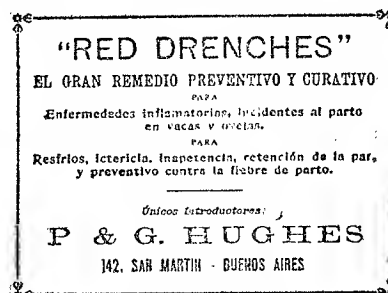 "RED DRENCHES"
EL GRAN REMEDIO PREVENTIVO Y CURATIVO
PARA
Enfermedades inflamatorias, incidentes al parto
en vacas y ovejas.
PARA
Resfrios, ictericia, inapetencia, retención de la par,
y preventivo contra la fiebre de parto.
Únicos Introductores:
P & G. HUGHES
142, SAN MARTIN - BUENOS AIRES